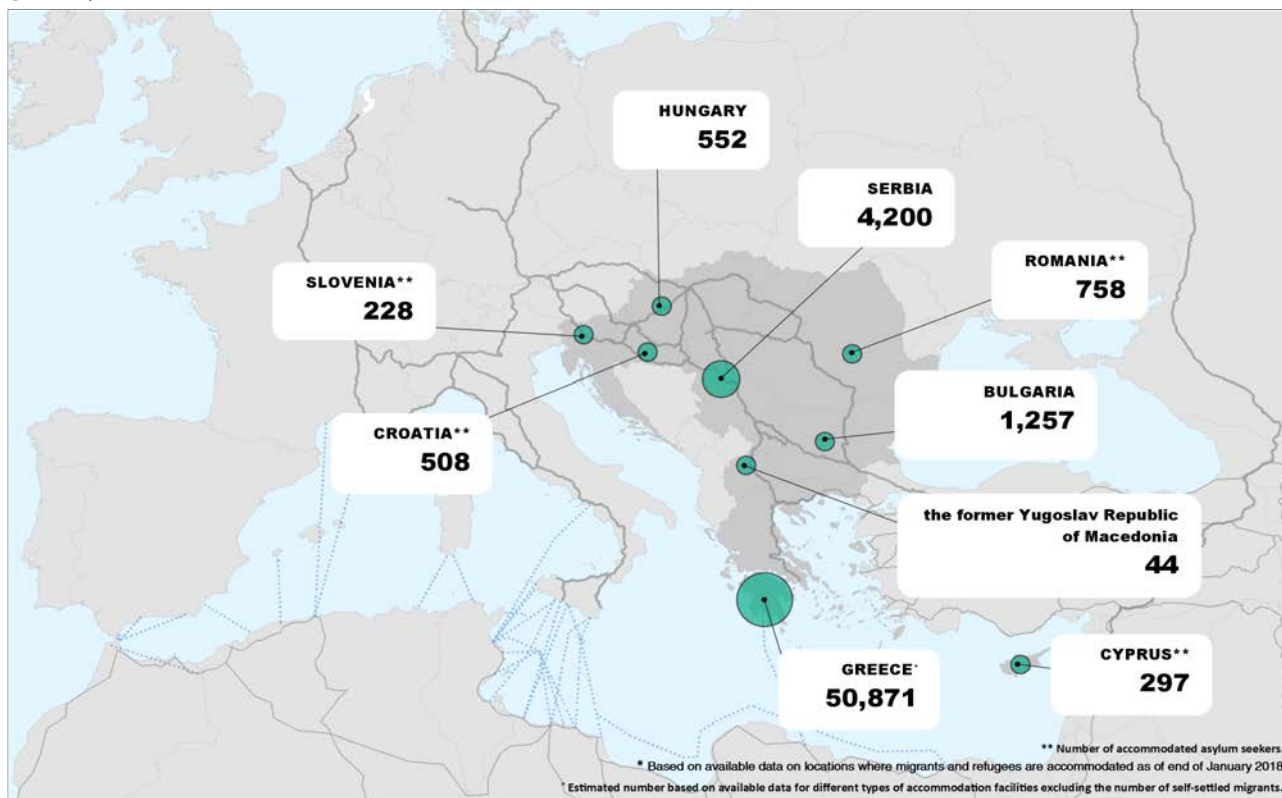 HUNGARY
552
SERBIA
4,200
ROMANIA**
758
SLOVENIA**
228
BULGARIA
1,257
CROATIA**
508
the former Yugoslav Republic
of Macedonia
44
GREECE*
50,871
CYPRUS**
297
** Number of accommodated asylum seekers.
* Based on available data on locations where migrants and refugees are accommodated as of end of January 2018
* Estimated number based on available data for different types of accommodation facilities excluding the number of self-settled migrants.